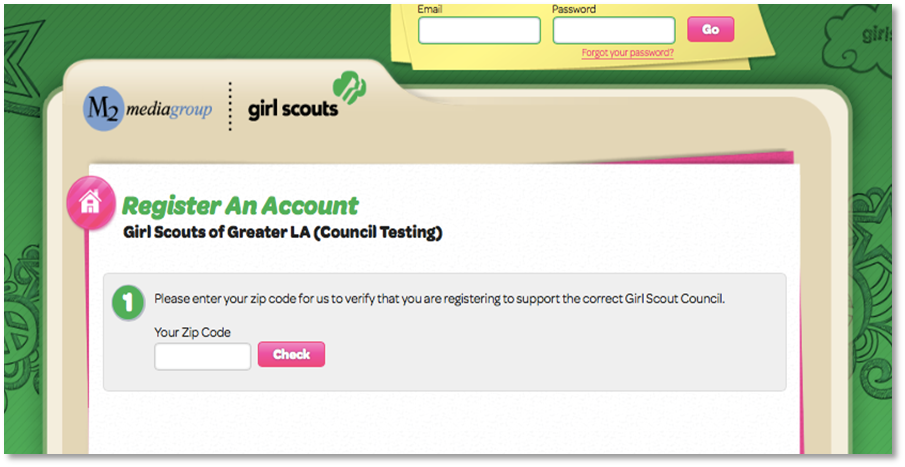 Email Password
Go
Forgot your password?
girls
M2 mediagroup girl scouts
Register An Account
Girl Scouts of Greater LA (Council Testing)
1 Please enter your zip code for us to verify that you are registering to support the correct Girl Scout Council.
Your Zip Code
Check